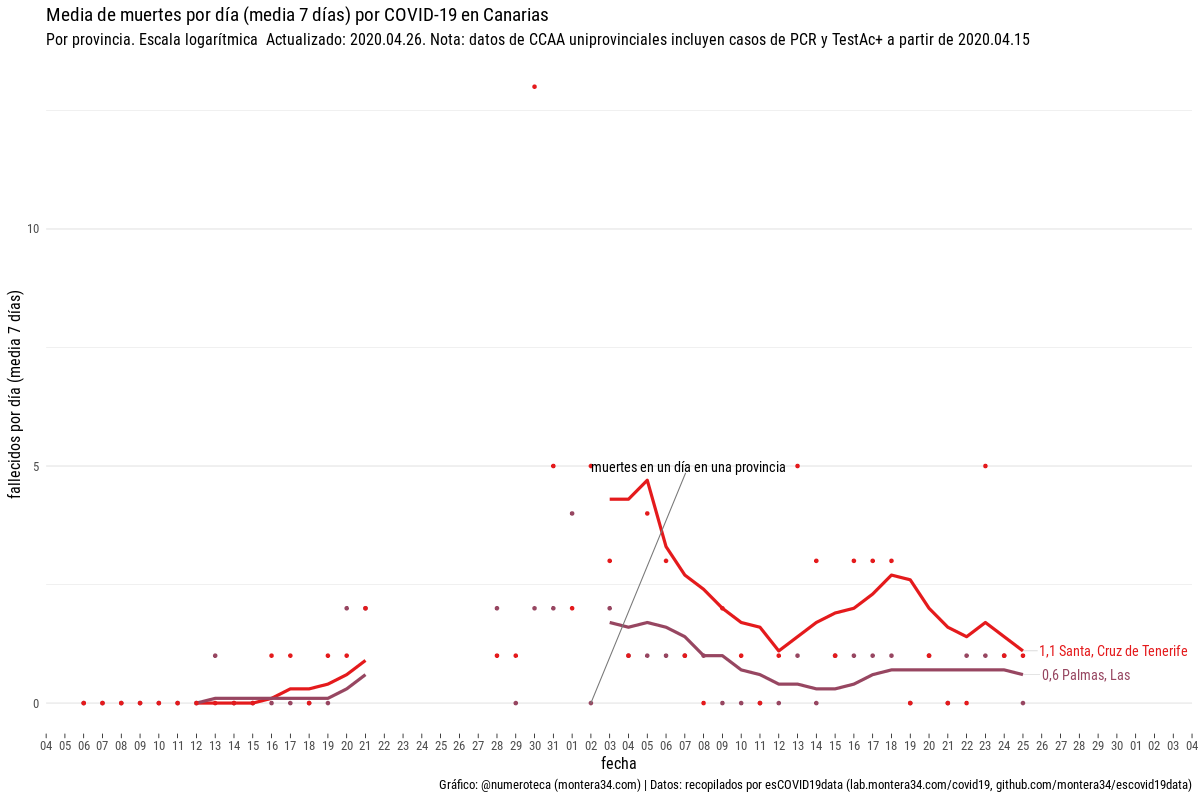 Media de muertes por día (media 7 días) por COVID-19 en Canarias
Por provincia. Escala logarítmica  Actualizado: 2020.04.26. Nota: datos de CCAA uniprovinciales incluyen casos de PCR y TestAc+ a partir de 2020.04.15
fallecidos por día (media 7 días)
10
5
0
muertes en un día en una provincia
1,1 Santa, Cruz de Tenerife
0,6 Palmas, Las
04 05 06 07 08 09 10 11 12 13 14 15 16 17 18 19 20 21 22 23 24 25 26 27 28 29 30 31 01 02 03 04 05 06 07 08 09 10 11 12 13 14 15 16 17 18 19 20 21 22 23 24 25 26 27 28 29 30 01 02 03 04
fecha
Gráfico: @numeroteca (montera34.com) | Datos: recopilados por esCOVID19data (lab.montera34.com/covid19, github.com/montera34/escovid19data)